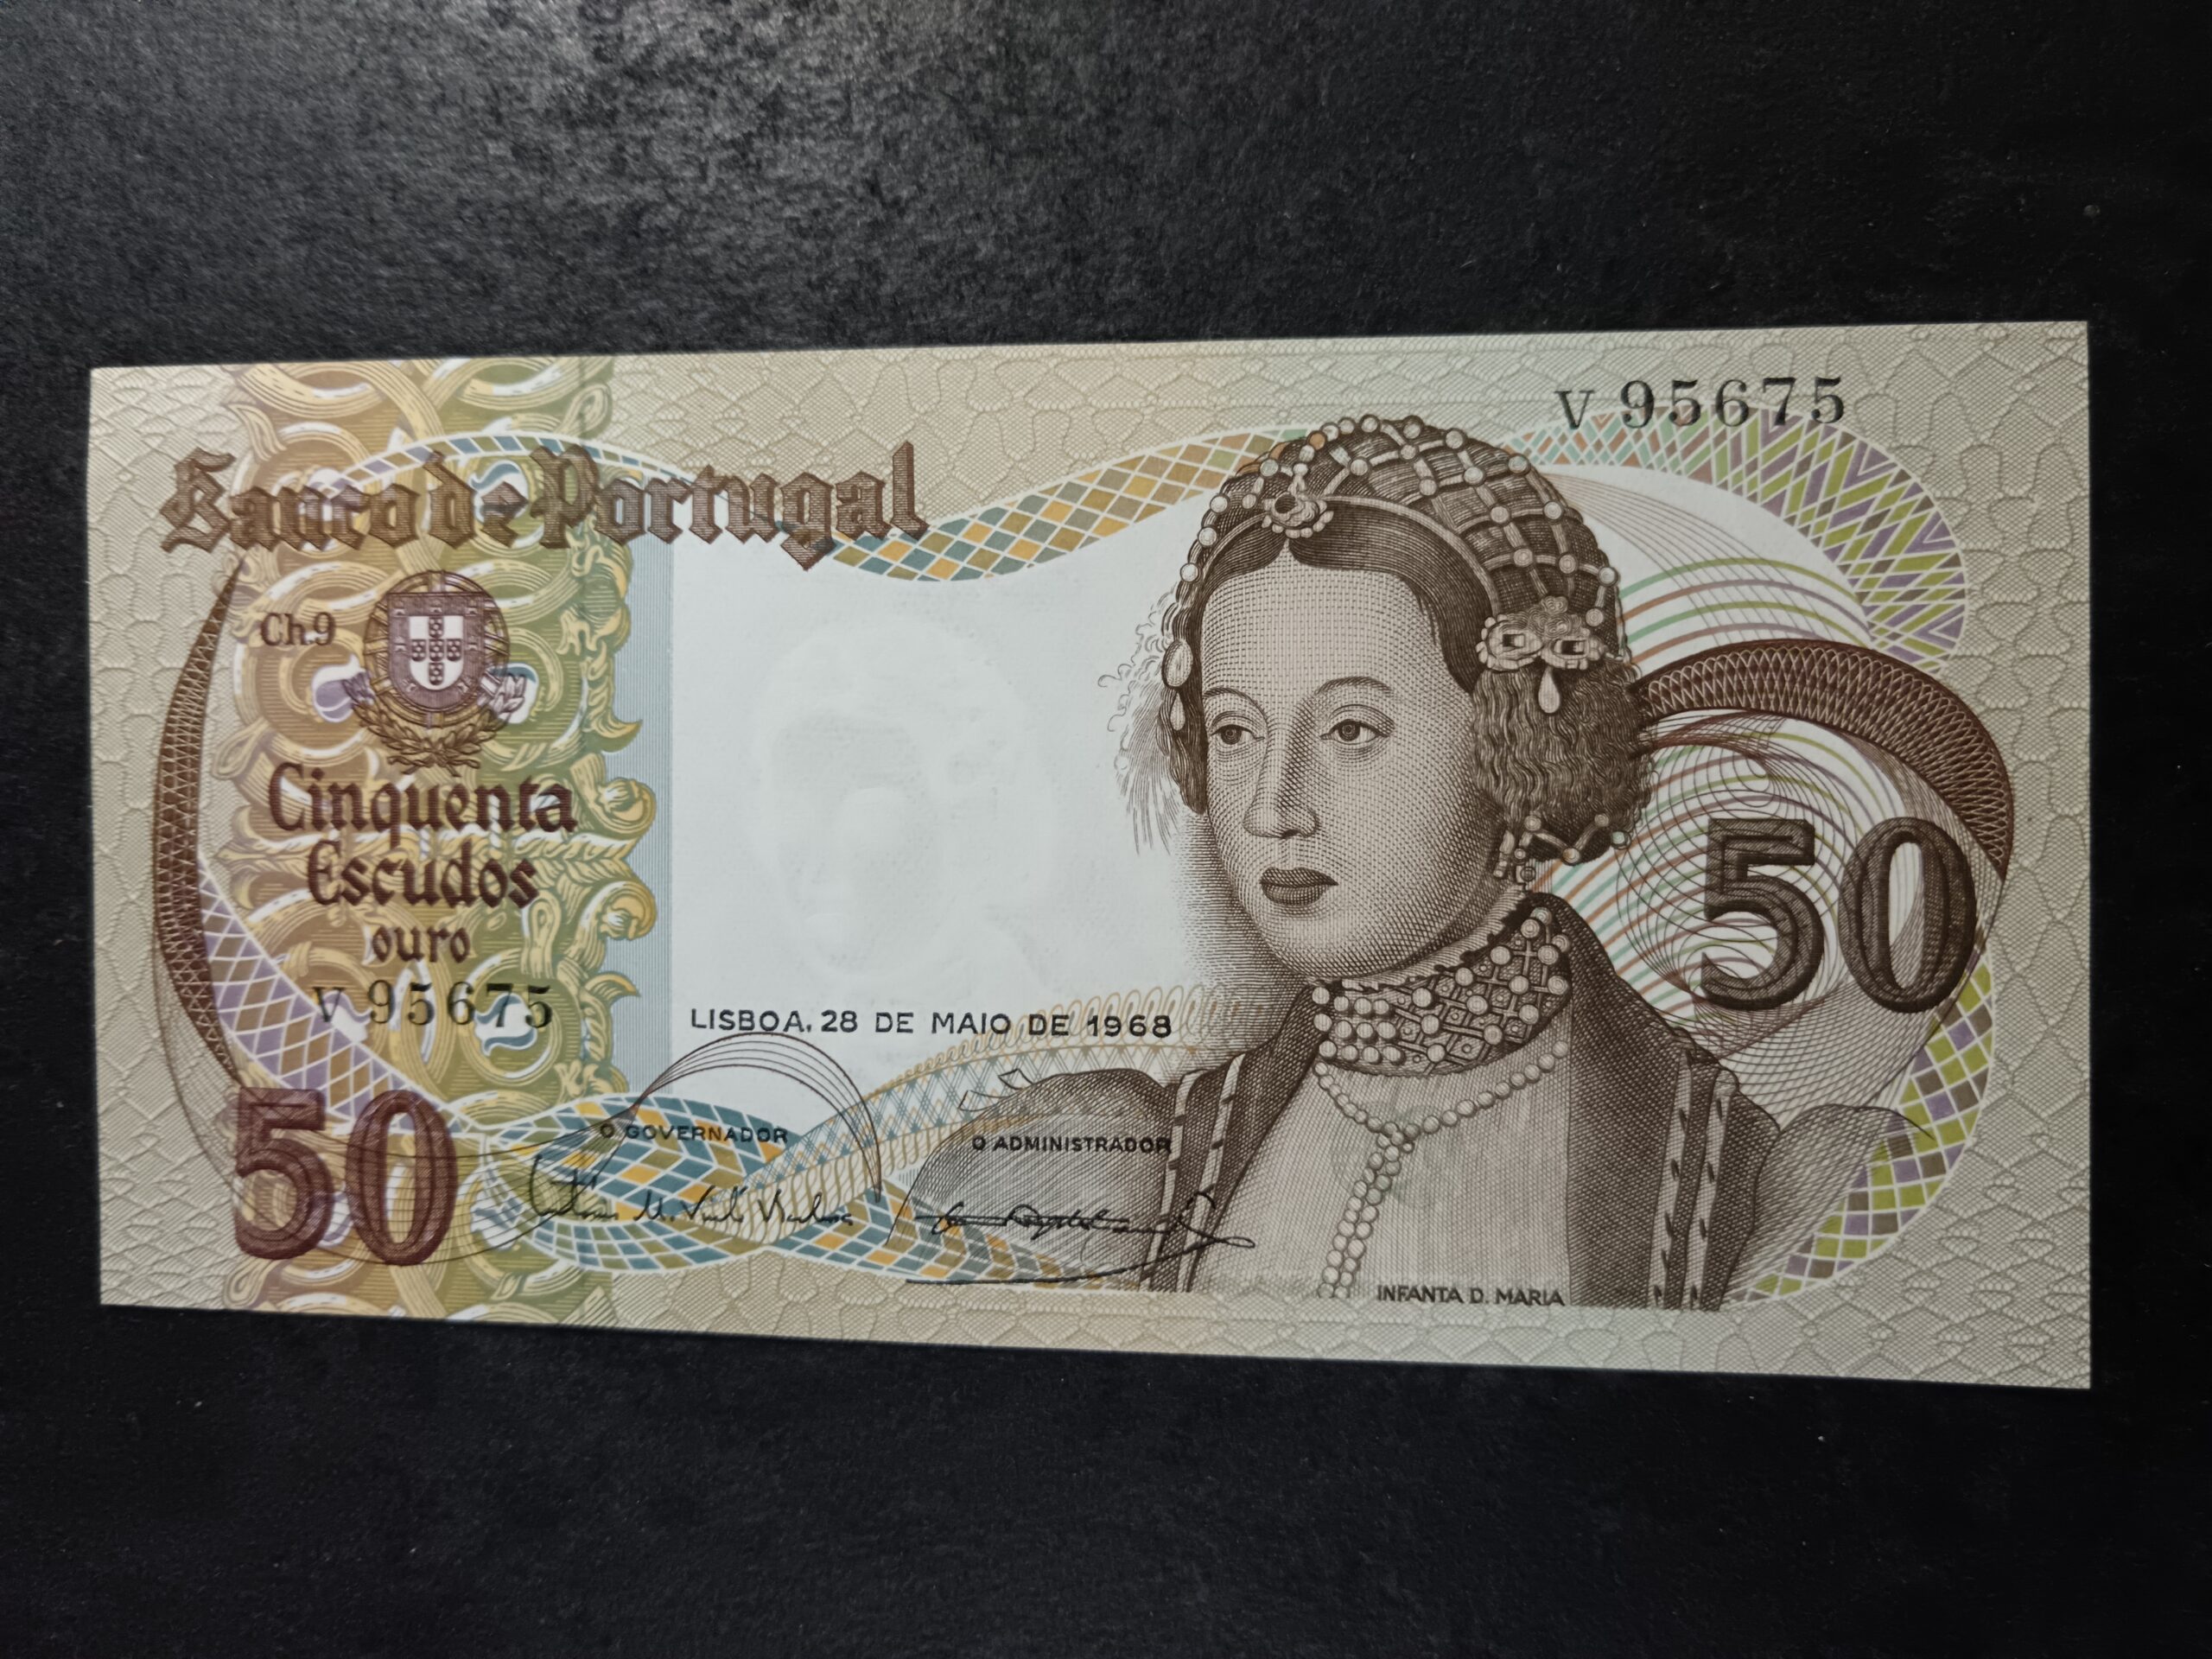 V 95675
Banco de Portugal
Ch.9
Cinquenta
Escudos
ouro
V 95675
50
LISBOA, 28 DE MAIO DE 1968
50
O GOVERNADOR
O ADMINISTRADOR
INFANTA D. MARIA